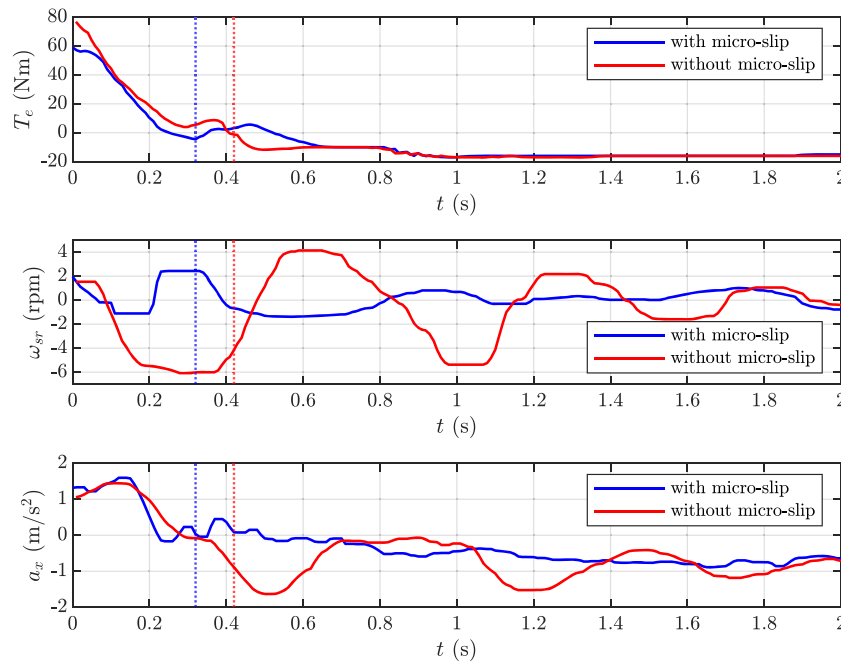 80
60
40
20
0
-20
T_e (Nm)
with micro-slip
without micro-slip
0 0.2 0.4 0.6 0.8 1 1.2 1.4 1.6 1.8 2
t (s)
4
2
0
-2
-4
-6
ω_sr (rpm)
with micro-slip
without micro-slip
0 0.2 0.4 0.6 0.8 1 1.2 1.4 1.6 1.8 2
t (s)
2
1
0
-1
-2
a_x (m/s²)
with micro-slip
without micro-slip
0 0.2 0.4 0.6 0.8 1 1.2 1.4 1.6 1.8 2
t (s)